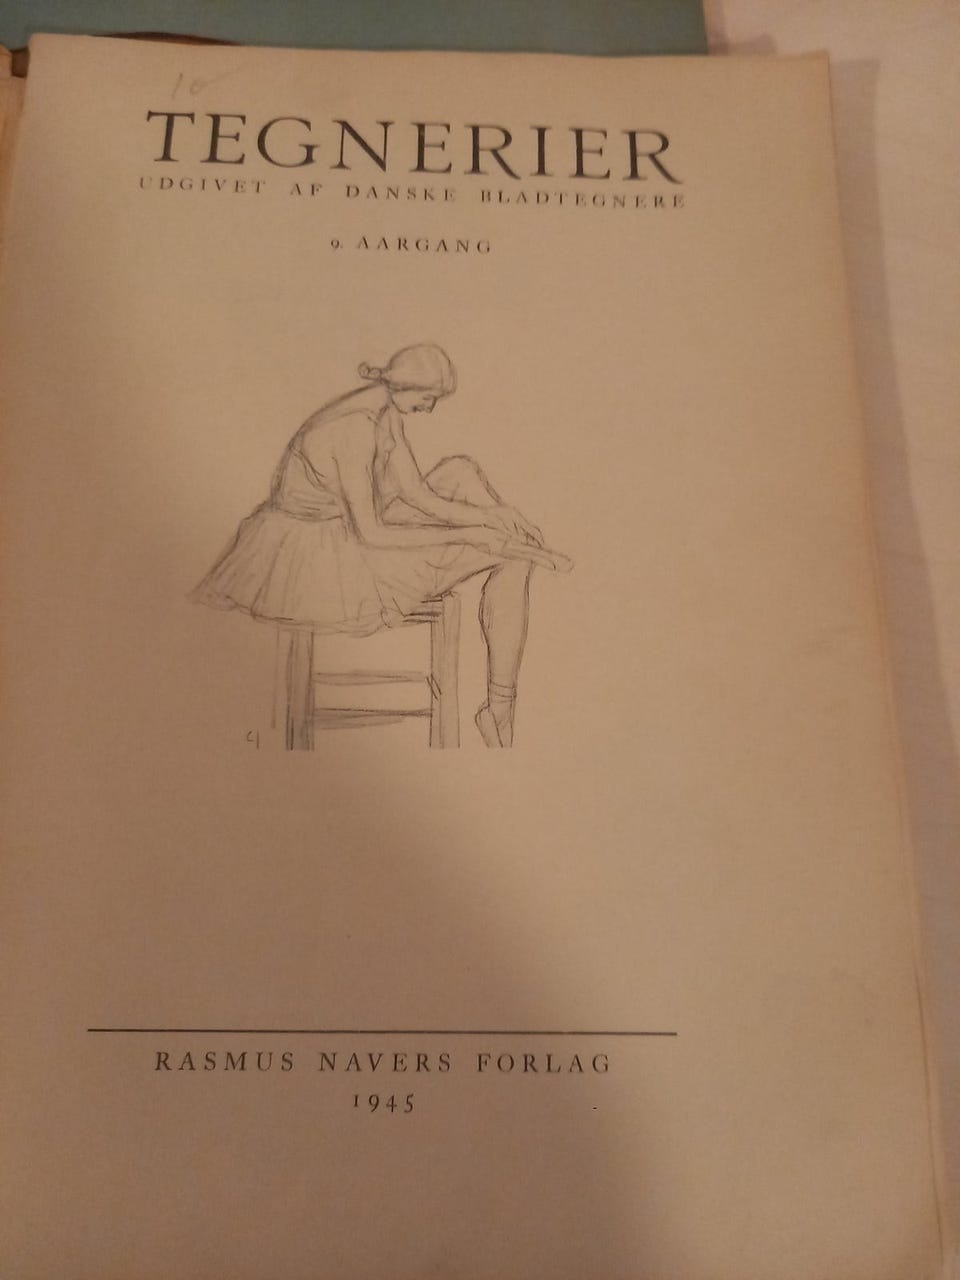 10
TEGNERIER
UDGIVET AF DANSKE BLADTEGNERE
9. AARGANG
RASMUS NAVERS FORLAG
1945